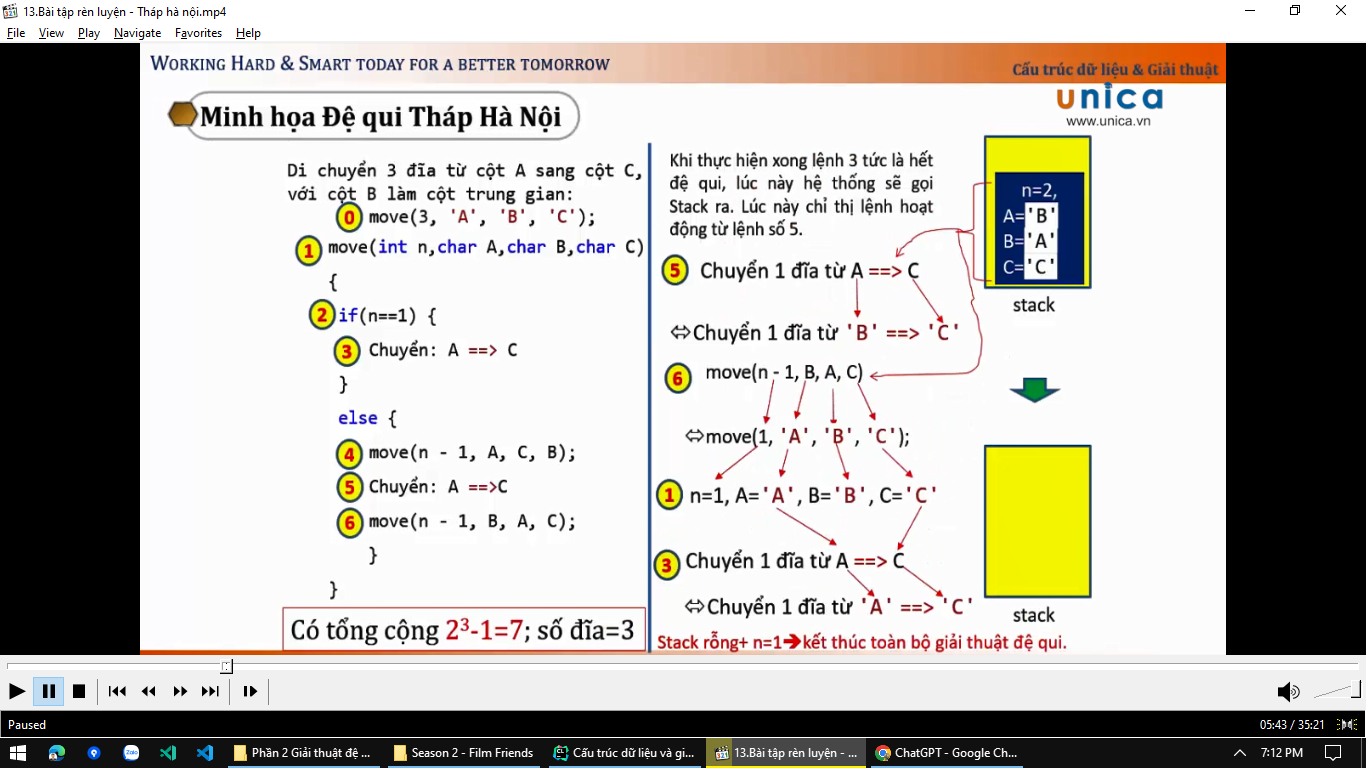 13.Bài tập rèn luyện - Tháp hà nội.mp4
File View Play Navigate Favorites Help
WORKING HARD & SMART TODAY FOR A BETTER TOMORROW
Cấu trúc dữ liệu & Giải thuật
unica
www.unica.vn
Minh họa Đệ qui Tháp Hà Nội
Di chuyển 3 đĩa từ cột A sang cột C,
với cột B làm cột trung gian:
0 move(3, 'A', 'B', 'C');
1 move(int n,char A,char B,char C)
{
2 if(n==1) {
3 Chuyển: A ==> C
}
else {
4 move(n - 1, A, C, B);
5 Chuyển: A ==>C
6 move(n - 1, B, A, C);
}
}
Có tổng cộng 2³-1=7; số đĩa=3
Khi thực hiện xong lệnh 3 tức là hết
đệ qui, lúc này hệ thống sẽ gọi
Stack ra. Lúc này chỉ thị lệnh hoạt
động từ lệnh số 5.
5 Chuyển 1 đĩa từ A ==> C
⇔Chuyển 1 đĩa từ 'B' ==> 'C'
6 move(n - 1, B, A, C)
⇔move(1, 'A', 'B', 'C');
1 n=1, A='A', B='B', C='C'
3 Chuyển 1 đĩa từ A ==> C
⇔Chuyển 1 đĩa từ 'A' ==> 'C'
Stack rỗng+ n=1➔kết thúc toàn bộ giải thuật đệ qui.
n=2,
A='B'
B='A'
C='C'
stack
stack
Paused
05:43 / 35:21
Zalo
Phần 2 Giải thuật đệ ...
Season 2 - Film Friends
CL
Cấu trúc dữ liệu và gi...
321
13.Bài tập rèn luyện - ...
ChatGPT - Google Ch...
7:12 PM